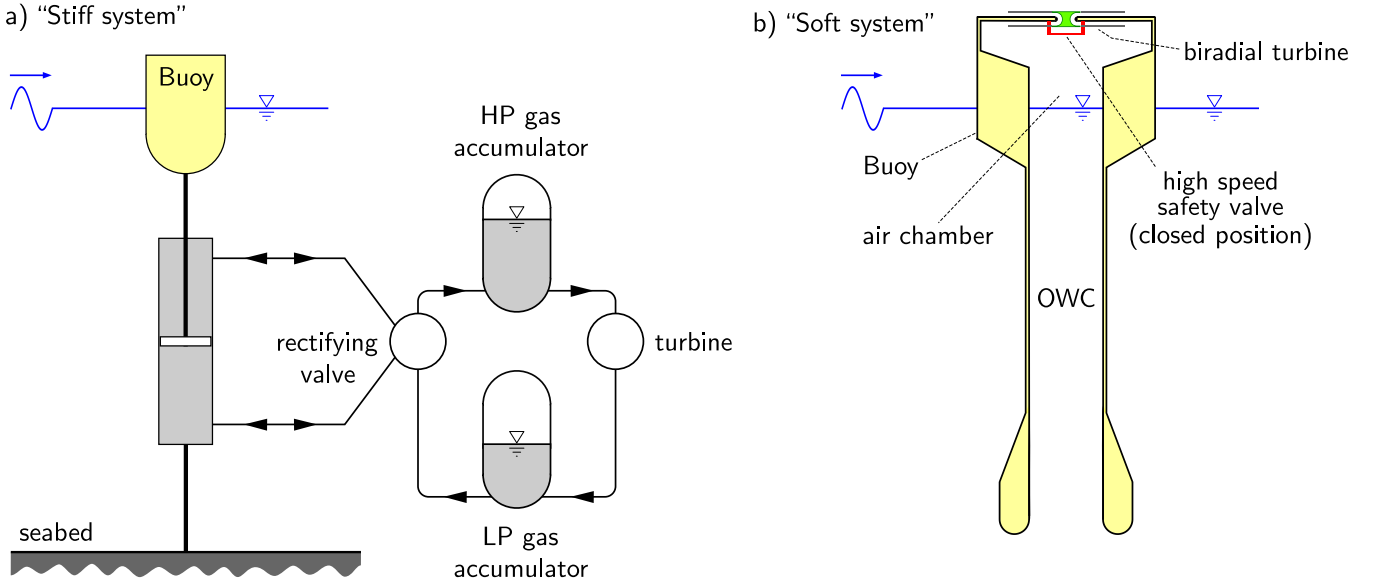 a) “Stiff system”
Buoy
HP gas
accumulator
rectifying
valve
turbine
seabed
LP gas
accumulator
b) “Soft system”
biradial turbine
Buoy
high speed
safety valve
(closed position)
air chamber
OWC